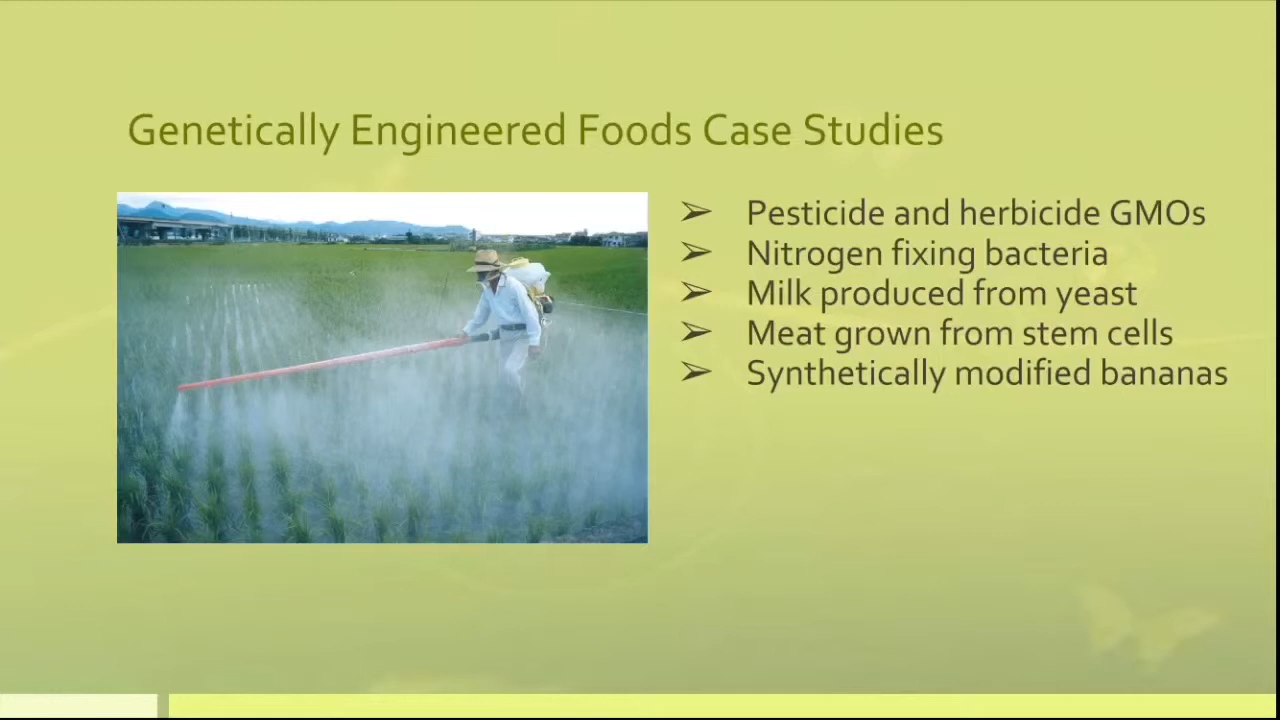 Genetically Engineered Foods Case Studies
➢ Pesticide and herbicide GMOs
➢ Nitrogen fixing bacteria
➢ Milk produced from yeast
➢ Meat grown from stem cells
➢ Synthetically modified bananas